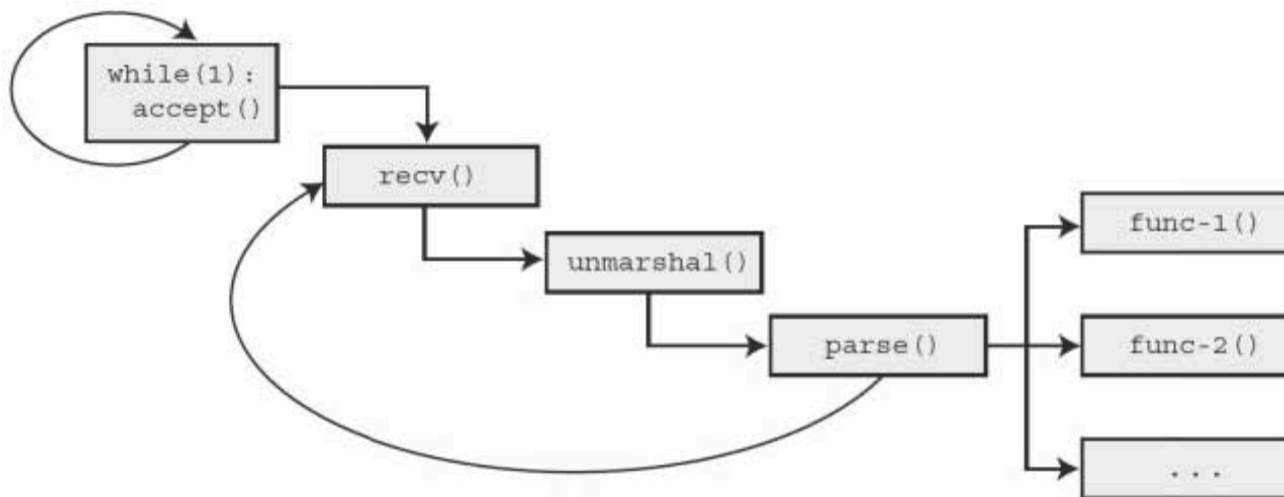 while(1):
accept()
recv()
unmarshal()
parse()
func-1()
func-2()
...